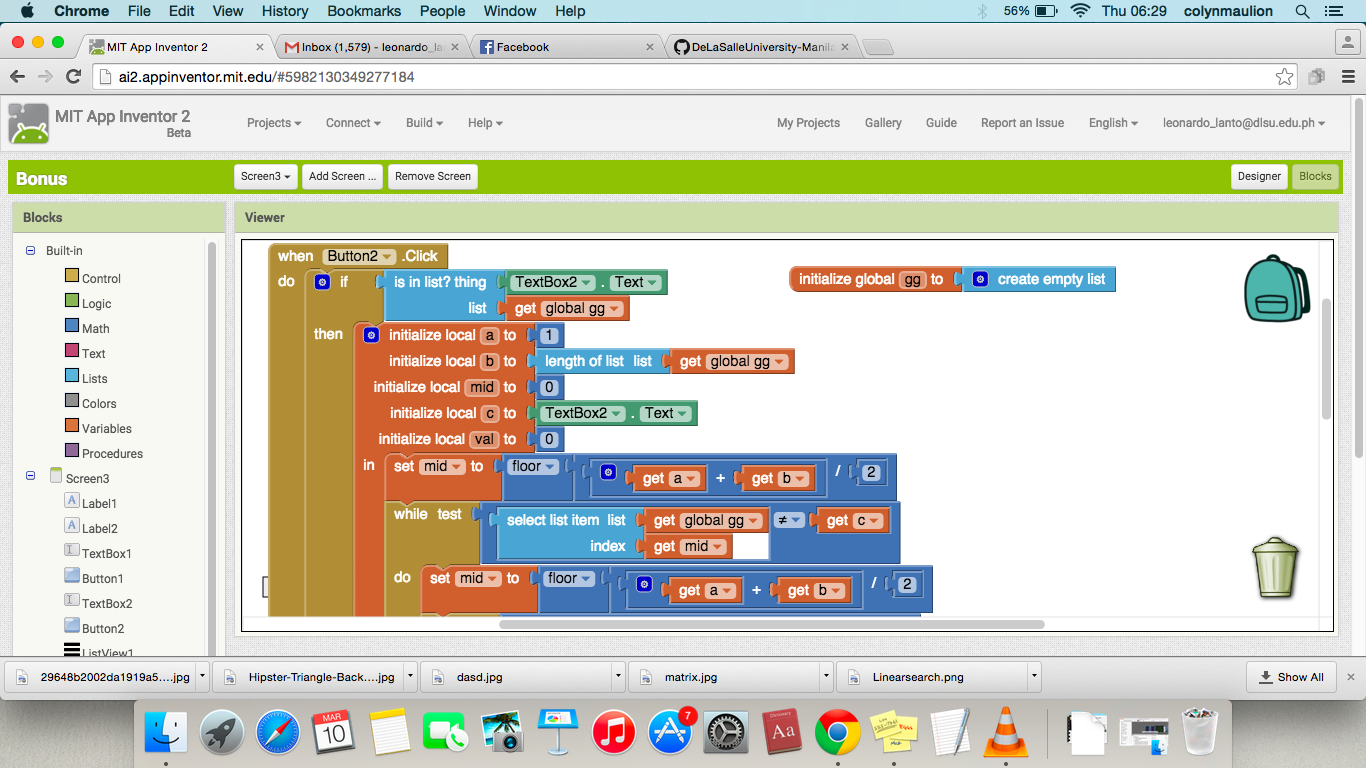 Chrome File Edit View History Bookmarks People Window Help 56% Thu 06:29 colynmaulion
MIT App Inventor 2 Inbox (1,579) - leonardo_la Facebook DeLaSalleUniversity-Manila
ai2.appinventor.mit.edu/#5982130349277184
MIT App Inventor 2
Beta
Projects Connect Build Help My Projects Gallery Guide Report an Issue English leonardo_lanto@dlsu.edu.ph
Bonus Screen3 Add Screen ... Remove Screen Designer Blocks
Blocks Viewer
Built-in
Control
Logic
Math
Text
Lists
Colors
Variables
Procedures
Screen3
A Label1
A Label2
TextBox1
Button1
TextBox2
Button2
ListView1
when Button2 .Click
do if is in list? thing TextBox2 . Text
list get global gg
then initialize local a to 1
initialize local b to length of list list get global gg
initialize local mid to 0
initialize local c to TextBox2 . Text
initialize local val to 0
in set mid to floor get a + get b / 2
while test select list item list get global gg ≠ get c
index get mid
do set mid to floor get a + get b / 2
initialize global gg to create empty list
29648b2002da1919a5....jpg Hipster-Triangle-Back....jpg dasd.jpg matrix.jpg Linearsearch.png Show All
MAR
10
7
Dictionary
Aa